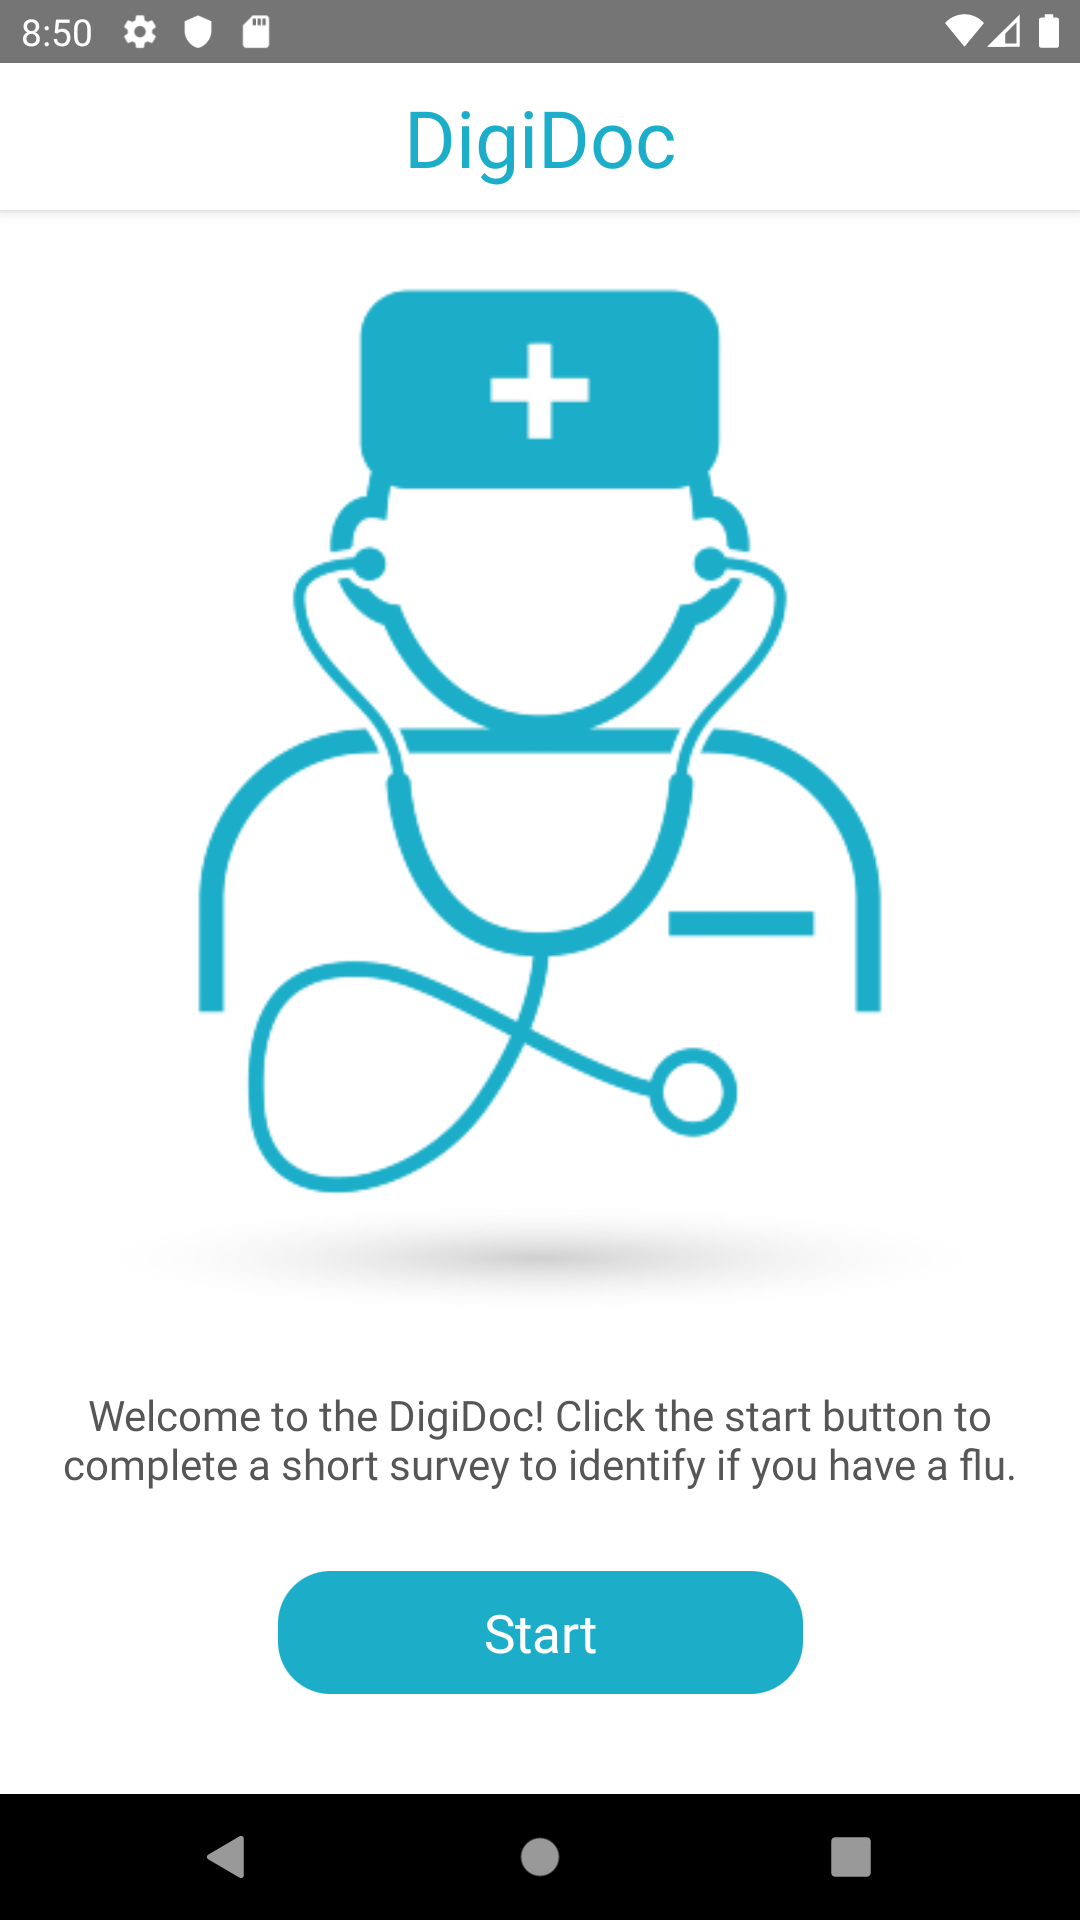 8:50
DigiDoc
Welcome to the DigiDoc! Click the start button to
complete a short survey to identify if you have a flu.
Start